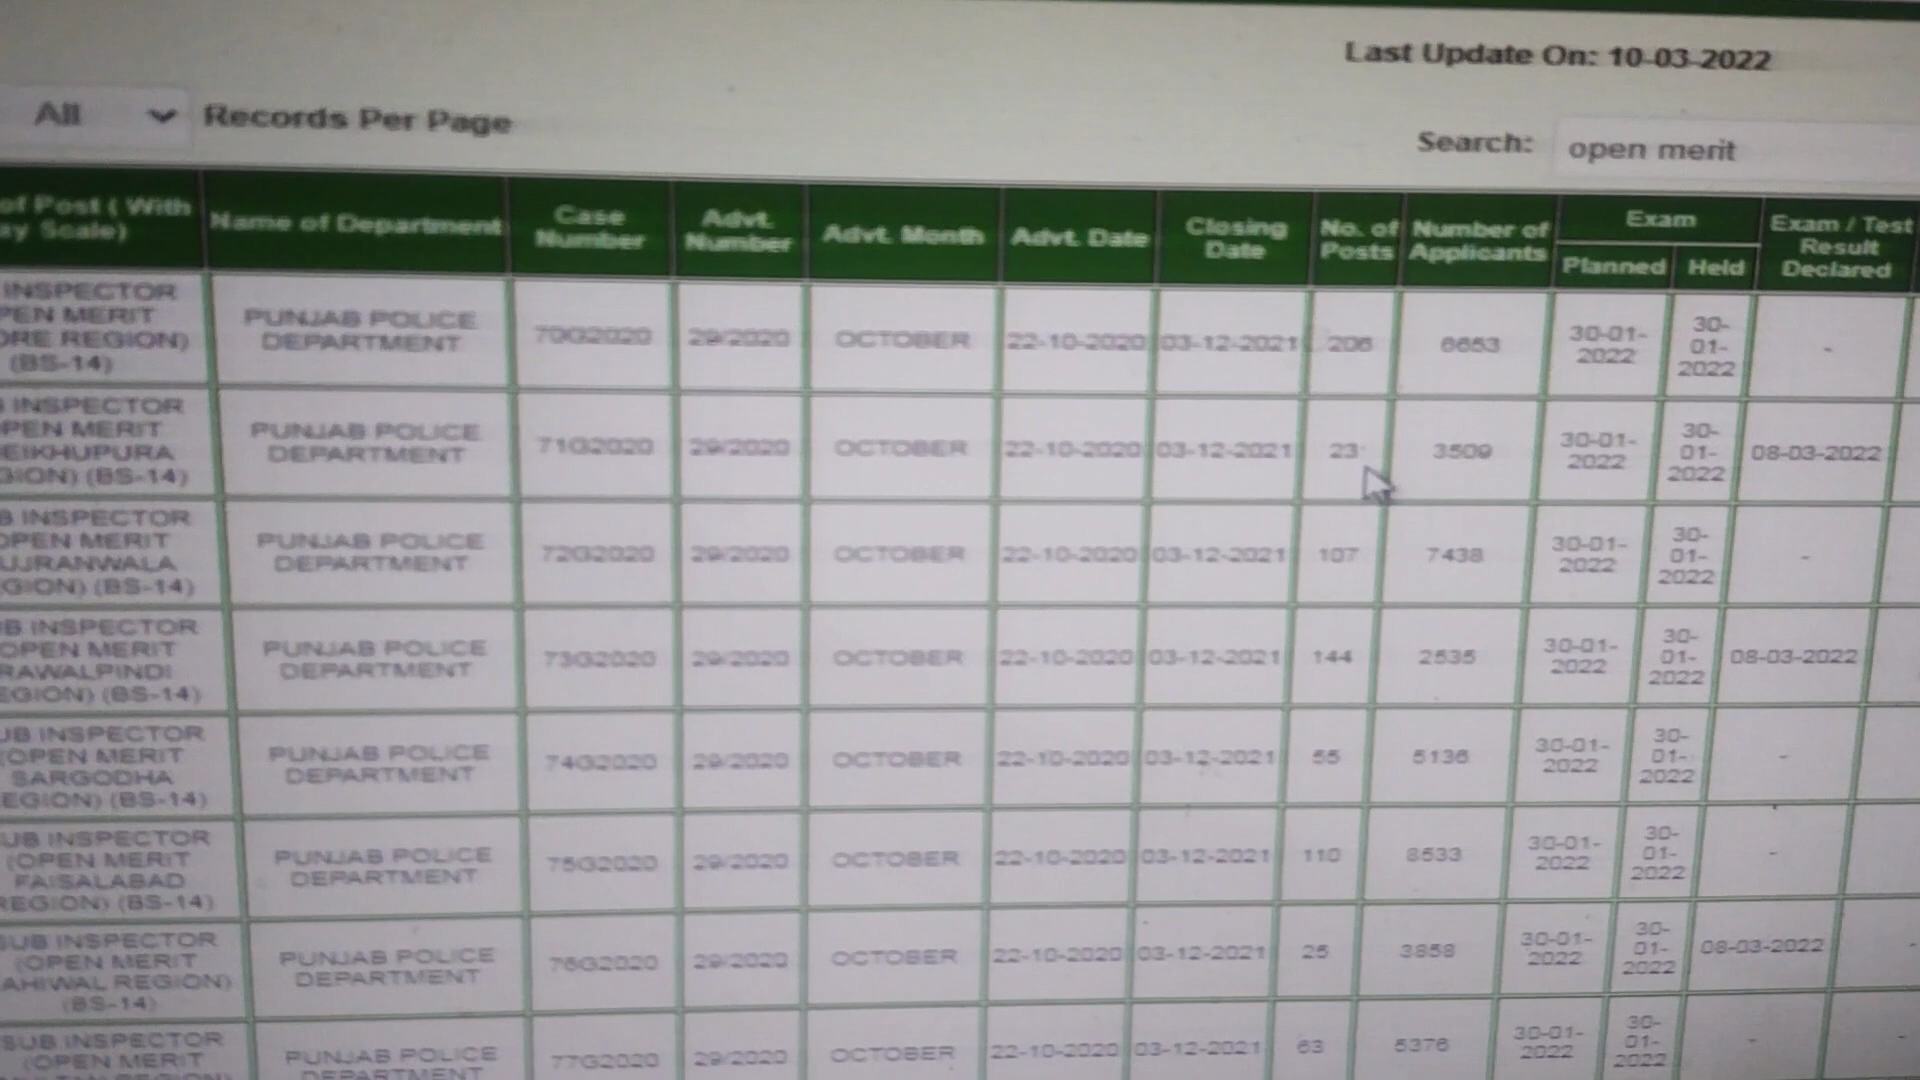 Last Update On: 10-03-2022
All Records Per Page
Search: open merit
of Post ( With
ay Scale)
Name of Department
Case
Number
Advt.
Number
Advt. Month
Advt. Date
Closing
Date
No. of
Posts
Number of
Applicants
Exam
Planned
Held
Exam / Test
Result
Declared
INSPECTOR
PEN MERIT
ORE REGION)
(BS-14)
PUNJAB POLICE
DEPARTMENT
70G2020
29/2020
OCTOBER
22-10-2020
03-12-2021
206
6653
30-01-
2022
30-
01-
2022
-
INSPECTOR
PEN MERIT
EIKHUPURA
GION) (BS-14)
PUNJAB POLICE
DEPARTMENT
71G2020
29/2020
OCTOBER
22-10-2020
03-12-2021
23
3509
30-01-
2022
30-
01-
2022
08-03-2022
B INSPECTOR
OPEN MERIT
UJRANWALA
GION) (BS-14)
PUNJAB POLICE
DEPARTMENT
72G2020
29/2020
OCTOBER
22-10-2020
03-12-2021
107
7438
30-01-
2022
30-
01-
2022
-
B INSPECTOR
OPEN MERIT
RAWALPINDI
EGION) (BS-14)
PUNJAB POLICE
DEPARTMENT
73G2020
29/2020
OCTOBER
22-10-2020
03-12-2021
144
2535
30-01-
2022
30-
01-
2022
08-03-2022
UB INSPECTOR
(OPEN MERIT
SARGODHA
EGION) (BS-14)
PUNJAB POLICE
DEPARTMENT
74G2020
29/2020
OCTOBER
22-10-2020
03-12-2021
55
5136
30-01-
2022
30-
01-
2022
-
UB INSPECTOR
(OPEN MERIT
FAISALABAD
REGION) (BS-14)
PUNJAB POLICE
DEPARTMENT
75G2020
29/2020
OCTOBER
22-10-2020
03-12-2021
110
8533
30-01-
2022
30-
01-
2022
-
SUB INSPECTOR
(OPEN MERIT
AHIWAL REGION)
(BS-14)
PUNJAB POLICE
DEPARTMENT
76G2020
29/2020
OCTOBER
22-10-2020
03-12-2021
25
3858
30-01-
2022
30-
01-
2022
08-03-2022
-
SUB INSPECTOR
(OPEN MERIT
REGION)
PUNJAB POLICE
DEPARTMENT
77G2020
29/2020
OCTOBER
22-10-2020
03-12-2021
63
5376
30-01-
2022
30-
01-
2022
-
-